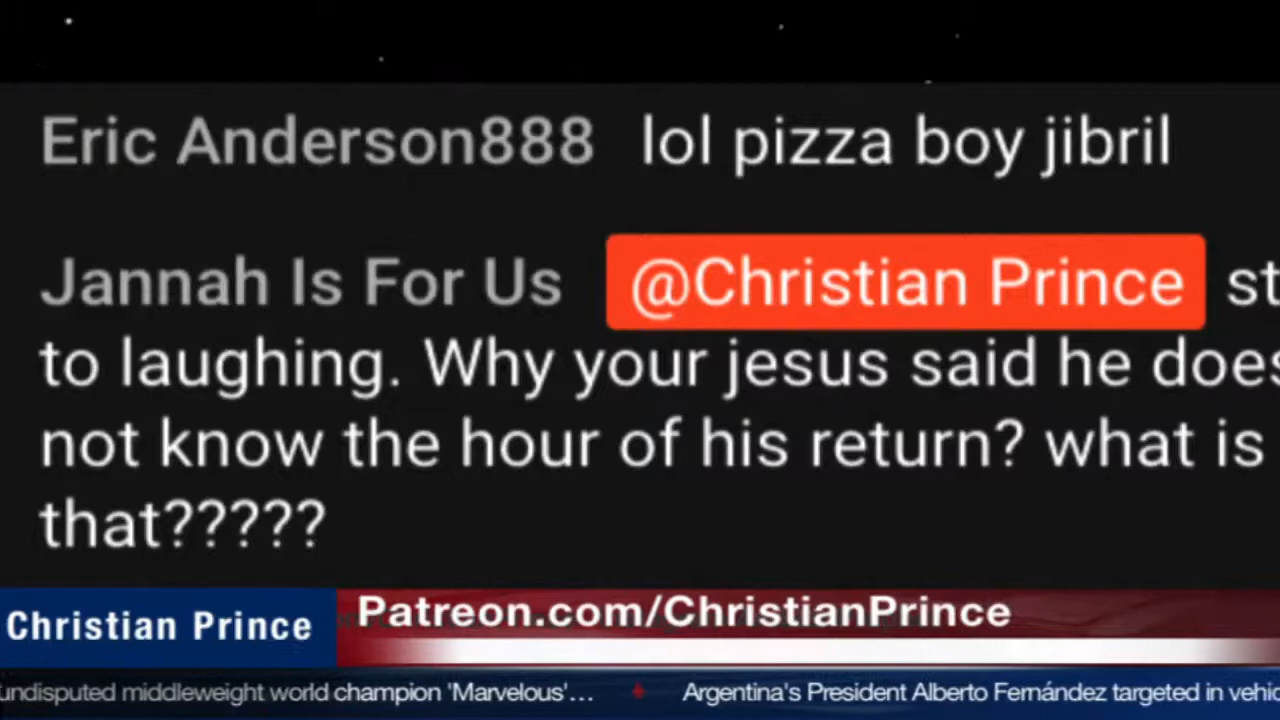 Eric Anderson888 lol pizza boy jibril
Jannah Is For Us @Christian Prince
to laughing. Why your jesus said he
not know the hour of his return? what is
that?????
Christian Prince Patreon.com/ChristianPrince
undisputed middleweight world champion 'Marvelous'... ♦ Argentina's President Alberto Fernández targeted in